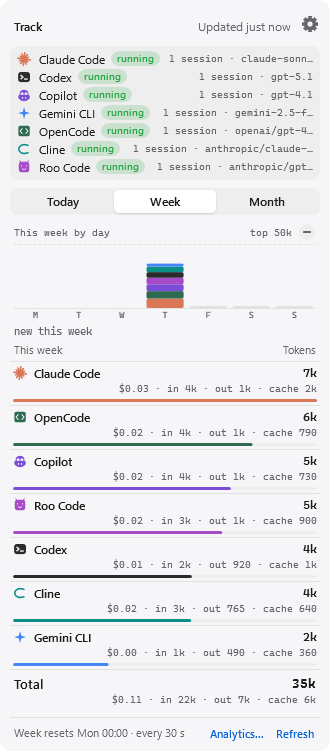 Track Updated just now
Claude Code running 1 session · claude-sonn…
Codex running 1 session · gpt-5.1
Copilot running 1 session · gpt-4.1
Gemini CLI running 1 session · gemini-2.5-f…
OpenCode running 1 session · openai/gpt-4…
Cline running 1 session · anthropic/claude-…
Roo Code running 1 session · anthropic/gpt…
Today Week Month
This week by day top 50k −
M T W T F S S
new this week
This week Tokens
Claude Code 7k
$0.03 · in 4k · out 1k · cache 2k
OpenCode 6k
$0.02 · in 4k · out 1k · cache 790
Copilot 5k
$0.02 · in 4k · out 1k · cache 730
Roo Code 5k
$0.02 · in 3k · out 1k · cache 900
Codex 4k
$0.01 · in 2k · out 920 · cache 1k
Cline 4k
$0.02 · in 3k · out 765 · cache 640
Gemini CLI 2k
$0.00 · in 1k · out 490 · cache 360
Total 35k
$0.11 · in 22k · out 7k · cache 6k
Week resets Mon 00:00 · every 30 s Analytics... Refresh